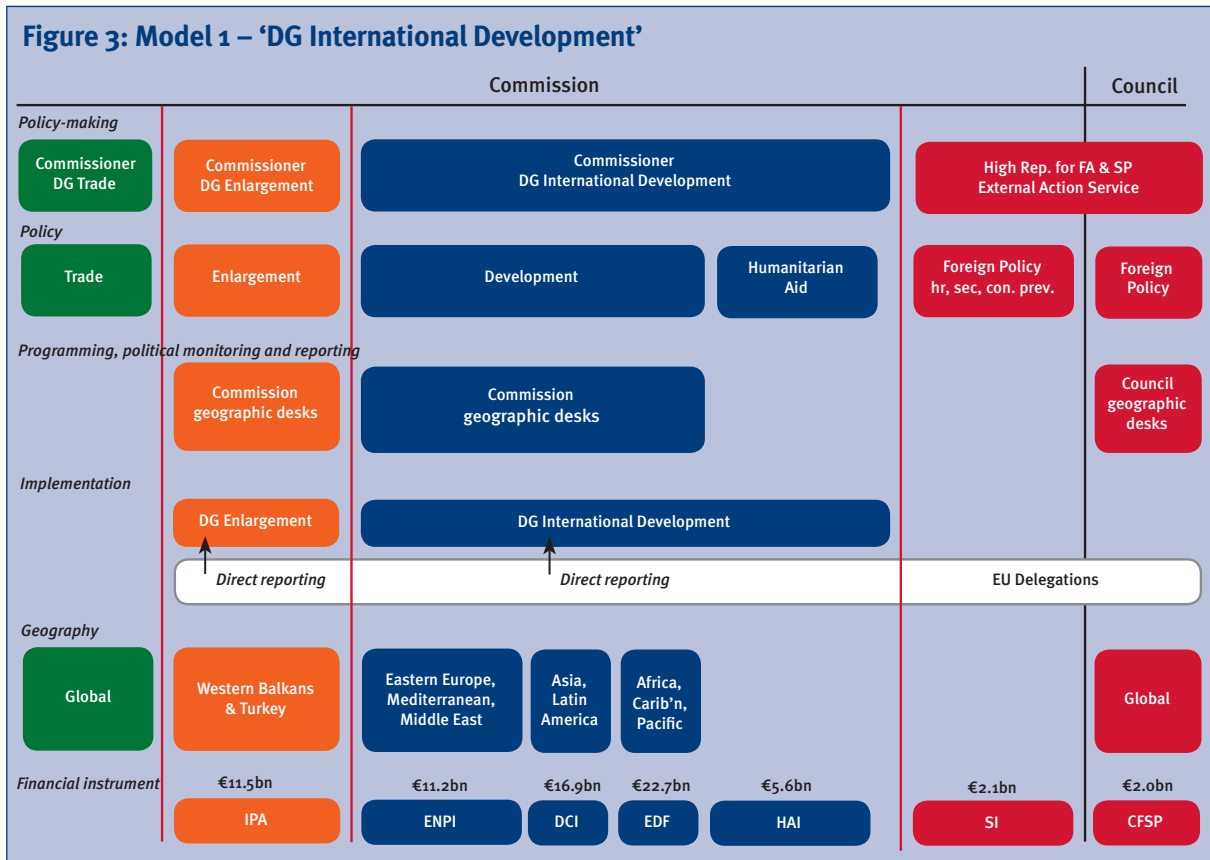 Figure 3: Model 1 – ‘DG International Development’
Commission
Council
Policy-making
Commissioner
DG Trade
Commissioner
DG Enlargement
Commissioner
DG International Development
High Rep. for FA & SP
External Action Service
Policy
Trade
Enlargement
Development
Humanitarian
Aid
Foreign Policy
hr, sec, con. prev.
Foreign
Policy
Programming, political monitoring and reporting
Commission
geographic desks
Commission
geographic desks
Council
geographic
desks
Implementation
DG Enlargement
DG International Development
Direct reporting
Direct reporting
EU Delegations
Geography
Global
Western Balkans
& Turkey
Eastern Europe,
Mediterranean,
Middle East
Asia,
Latin
America
Africa,
Carib’n,
Pacific
Global
Financial instrument
€11.5bn
€11.2bn
€16.9bn
€22.7bn
€5.6bn
€2.1bn
€2.0bn
IPA
ENPI
DCI
EDF
HAI
SI
CFSP